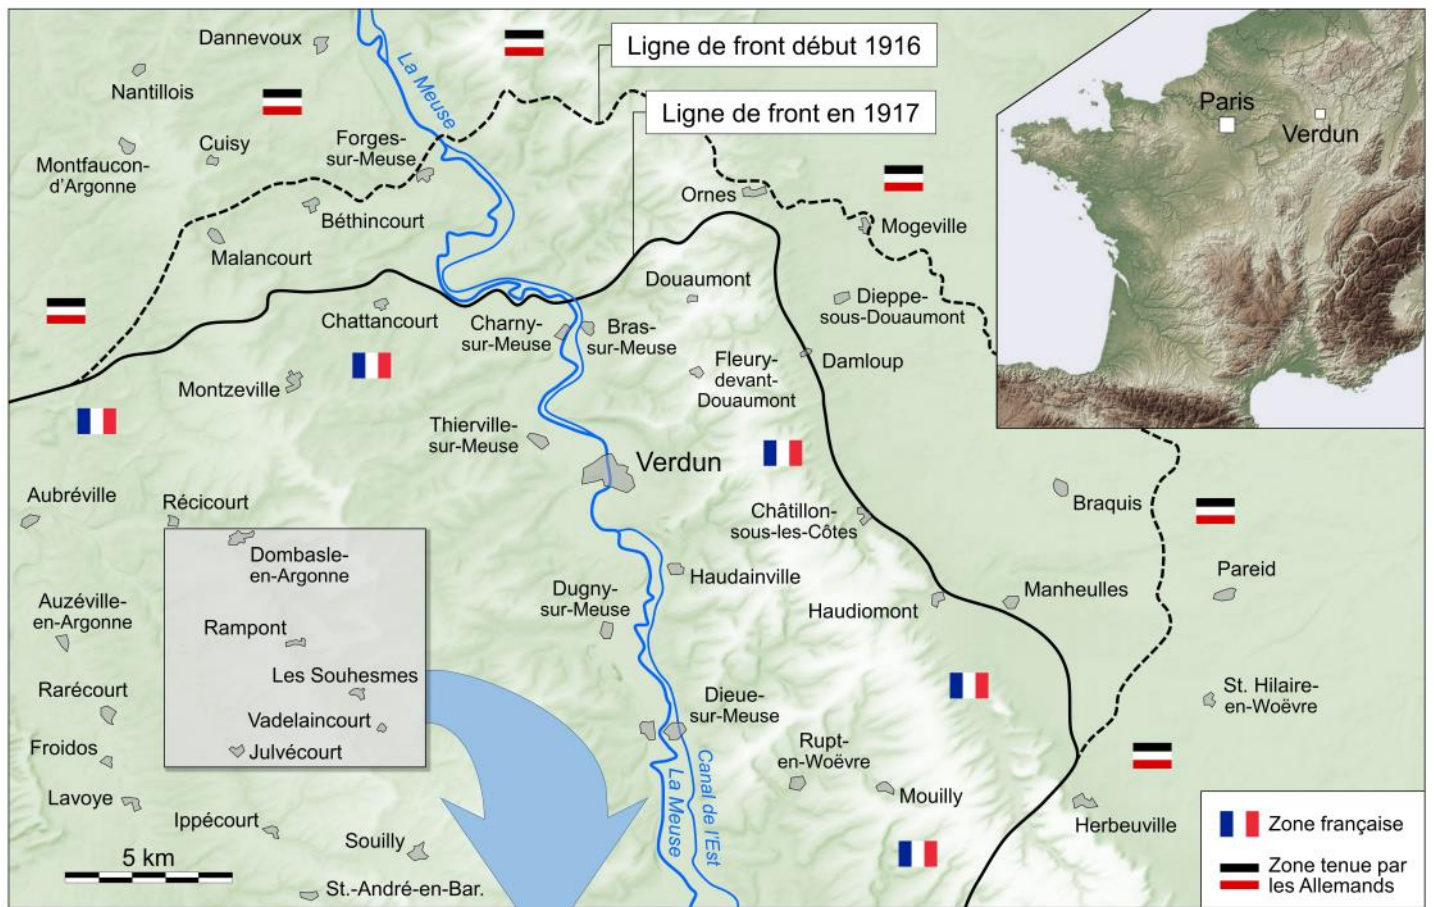 Dannevoux
La Meuse
Ligne de front début 1916
Nantillois
Ligne de front en 1917
Paris
Verdun
Cuisy
Forges-
sur-Meuse
Montfaucon-
d'Argonne
Ornes
Mogeville
Béthincourt
Malancourt
Douaumont
Dieppe-
sous-Douaumont
Chattancourt
Charny-
sur-Meuse
Bras-
sur-Meuse
Damloup
Montzeville
Fleury-
devant-
Douaumont
Thierville-
sur-Meuse
Verdun
Aubréville
Récicourt
Châtillon-
sous-les-Côtes
Braquis
Dombasle-
en-Argonne
Haudainville
Pareid
Dugny-
sur-Meuse
Manheulles
Haudiomont
Auzéville-
en-Argonne
Rampont
Les Souhesmes
Rarécourt
Dieue-
sur-Meuse
St. Hilaire-
en-Woëvre
Vadelaincourt
Julvécourt
Froidos
Rupt-
en-Woëvre
Canal de l'Est
La Meuse
Lavoye
Mouilly
Herbeuville
Ippécourt
Souilly
5 km
St.-André-en-Bar.
Zone française
Zone tenue par
les Allemands